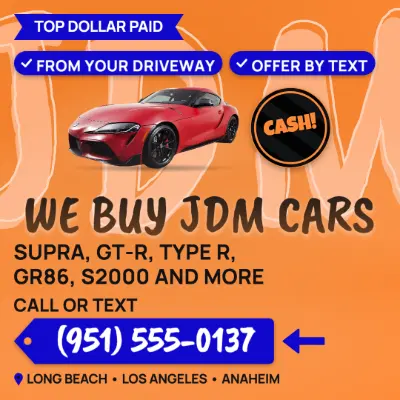 TOP DOLLAR PAID
FROM YOUR DRIVEWAY
OFFER BY TEXT
CASH!
JDM
WE BUY JDM CARS
SUPRA, GT-R, TYPE R,
GR86, S2000 AND MORE
CALL OR TEXT
(951) 555-0137
LONG BEACH • LOS ANGELES • ANAHEIM